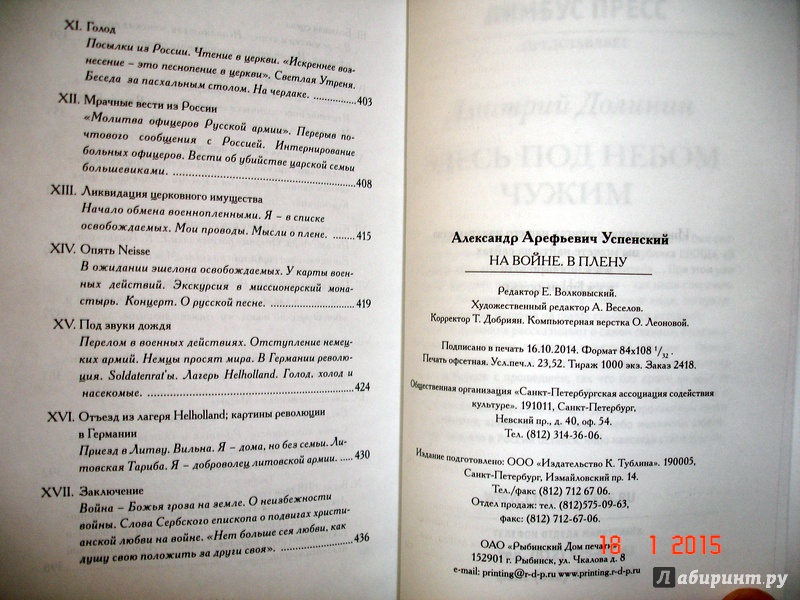 XI. Голод
Посылки из России. Чтение в церкви. «Искреннее воз-
несение – это песнопение в церкви». Светлая Утреня.
Беседа за пасхальным столом. На чердаке. ................403
XII. Мрачные вести из России
«Молитва офицеров Русской армии». Перерыв по-
чтового сообщения с Россией. Интернирование
больных офицеров. Вести об убийстве царской семьи
большевиками. ................408
XIII. Ликвидация церковного имущества
Начало обмена военнопленными. Я – в списке
освобождаемых. Мои проводы. Мысли о плене. ........415
XIV. Опять Neisse
В ожидании эшелона освобождаемых. У карты воен-
ных действий. Экскурсия в миссионерский мона-
стырь. Концерт. О русской песне. ................419
XV. Под звуки дождя
Перелом в военных действиях. Отступление немец-
ких армий. Немцы просят мира. В Германии револю-
ция. Soldatenrat'ы. Лагерь Helholland. Голод, холод и
насекомые. ................424
XVI. Отъезд из лагеря Helholland; картины революции
в Германии
Приезд в Литву. Вильна. Я – дома, но без семьи. Ли-
товская Тариба. Я – доброволец литовской армии. .....430
XVII. Заключение
Война – Божья гроза на земле. О неизбежности
войны. Слова Сербского епископа о подвигах христи-
анской любви на войне. «Нет больше сея любви, как
душу свою положить за други своя». ................436
ИМБУС ПРЕСС
Дмитрий Долинин
ЗДЕСЬ ПОД НЕБОМ
ЧУЖИМ
Александр Арефьевич Успенский
НА ВОЙНЕ. В ПЛЕНУ
Редактор Е. Волковыский.
Художественный редактор А. Веселов.
Корректор Т. Добриян. Компьютерная верстка О. Леоновой.
Подписано в печать 16.10.2014. Формат 84х108 1/32 .
Печать офсетная. Усл.печ.л. 23,52. Тираж 1000 экз. Заказ 2418.
Общественная организация «Санкт-Петербургская ассоциация содействия
культуре». 191011, Санкт-Петербург,
Невский пр., д. 40, оф. 54.
Тел. (812) 314-36-06.
Издание подготовлено: ООО «Издательство К. Тублина». 190005,
Санкт-Петербург, Измайловский пр. 14.
Тел./факс (812) 712 67 06.
Отдел продаж: тел. (812)575-09-63,
факс: (812) 712-67-06.
ОАО «Рыбинский Дом печати»
152901 г. Рыбинск, ул. Чкалова д. 8
e-mail: printing@r-d-p.ru www.printing.r-d-p.ru
18 1 2015
Лабиринт.ру